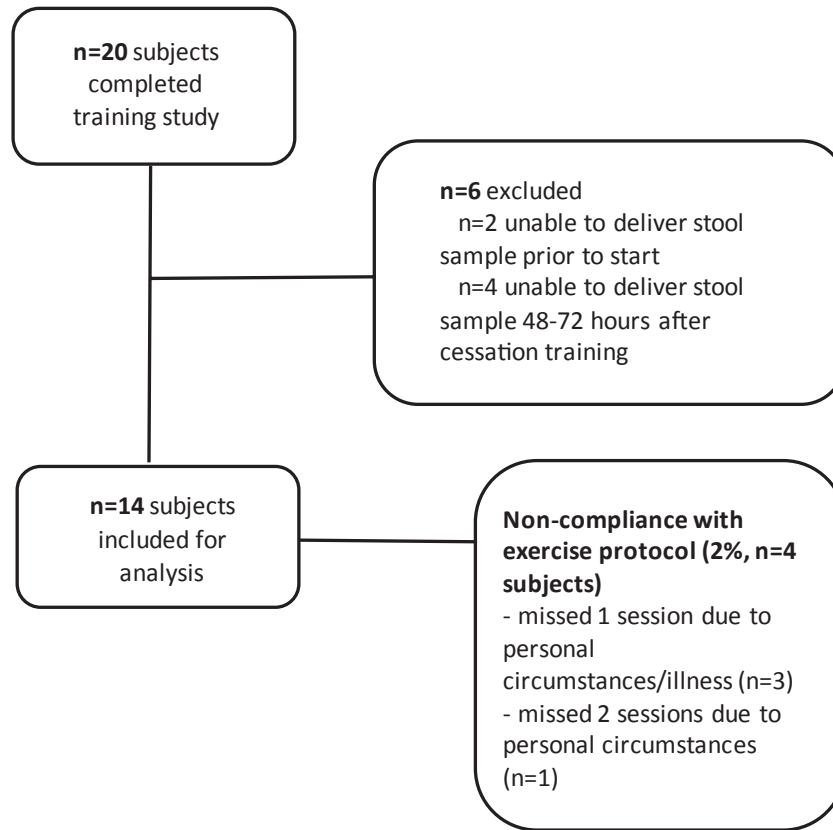 n=20 subjects
completed
training study
n=6 excluded
n=2 unable to deliver stool
sample prior to start
n=4 unable to deliver stool
sample 48-72 hours after
cessation training
n=14 subjects
included for
analysis
Non-compliance with
exercise protocol (2%, n=4
subjects)
- missed 1 session due to
personal
circumstances/illness (n=3)
- missed 2 sessions due to
personal circumstances
(n=1)